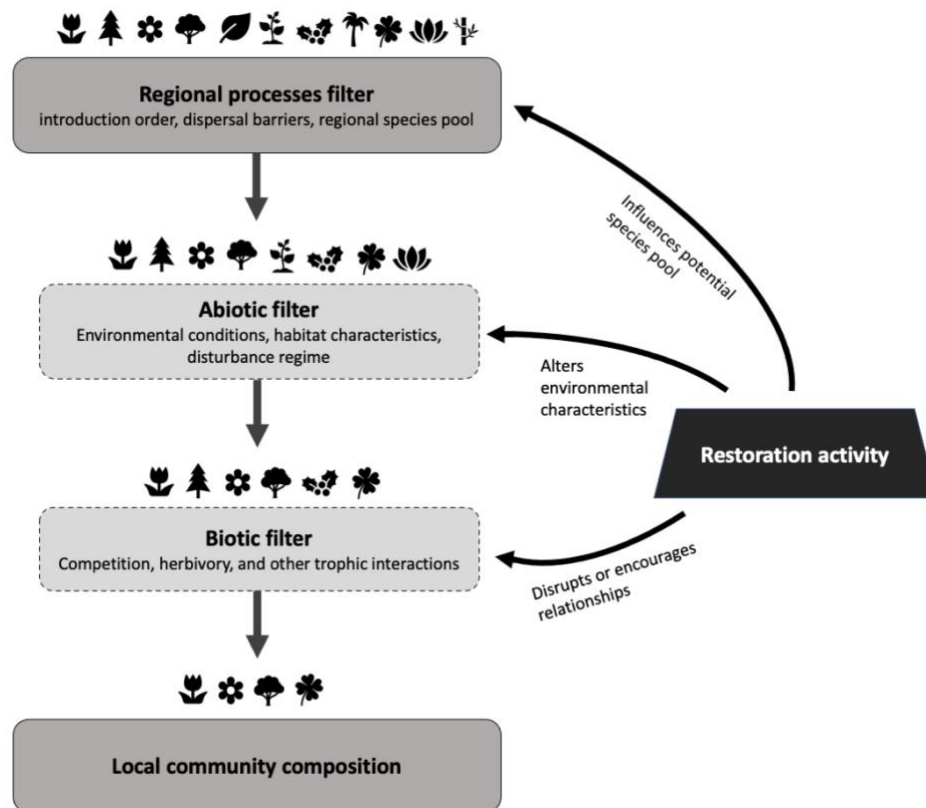 Regional processes filter
introduction order, dispersal barriers, regional species pool
Influences potential
species pool
Abiotic filter
Environmental conditions, habitat characteristics,
disturbance regime
Alters
environmental
characteristics
Restoration activity
Biotic filter
Competition, herbivory, and other trophic interactions
Disrupts or encourages
relationships
Local community composition